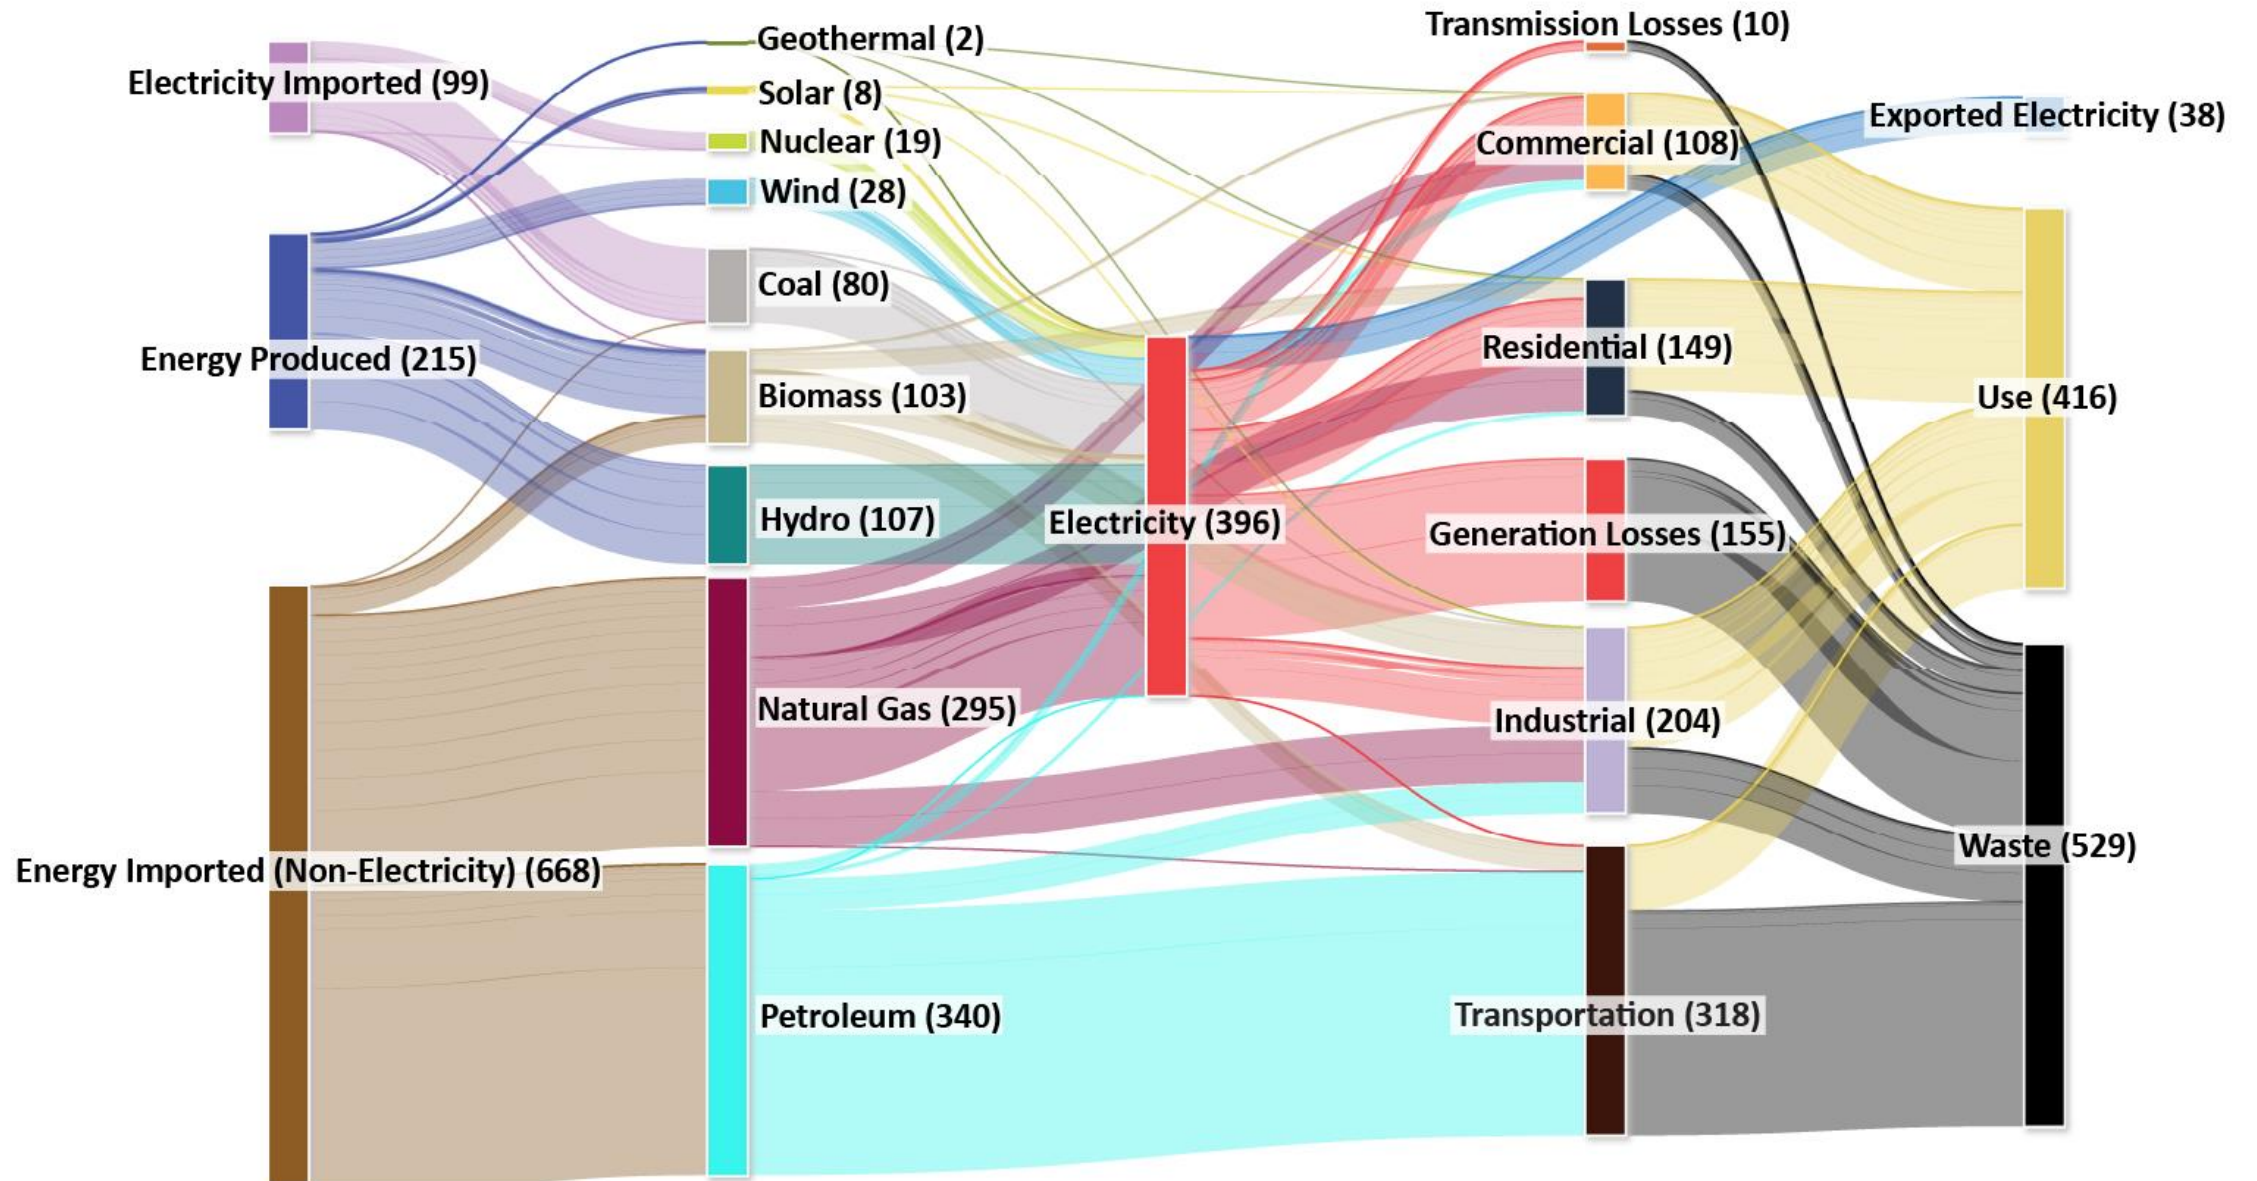 Electricity Imported (99)
Energy Produced (215)
Energy Imported (Non-Electricity) (668)
Geothermal (2)
Solar (8)
Nuclear (19)
Wind (28)
Coal (80)
Biomass (103)
Hydro (107)
Natural Gas (295)
Petroleum (340)
Electricity (396)
Transmission Losses (10)
Commercial (108)
Residential (149)
Generation Losses (155)
Industrial (204)
Transportation (318)
Exported Electricity (38)
Use (416)
Waste (529)